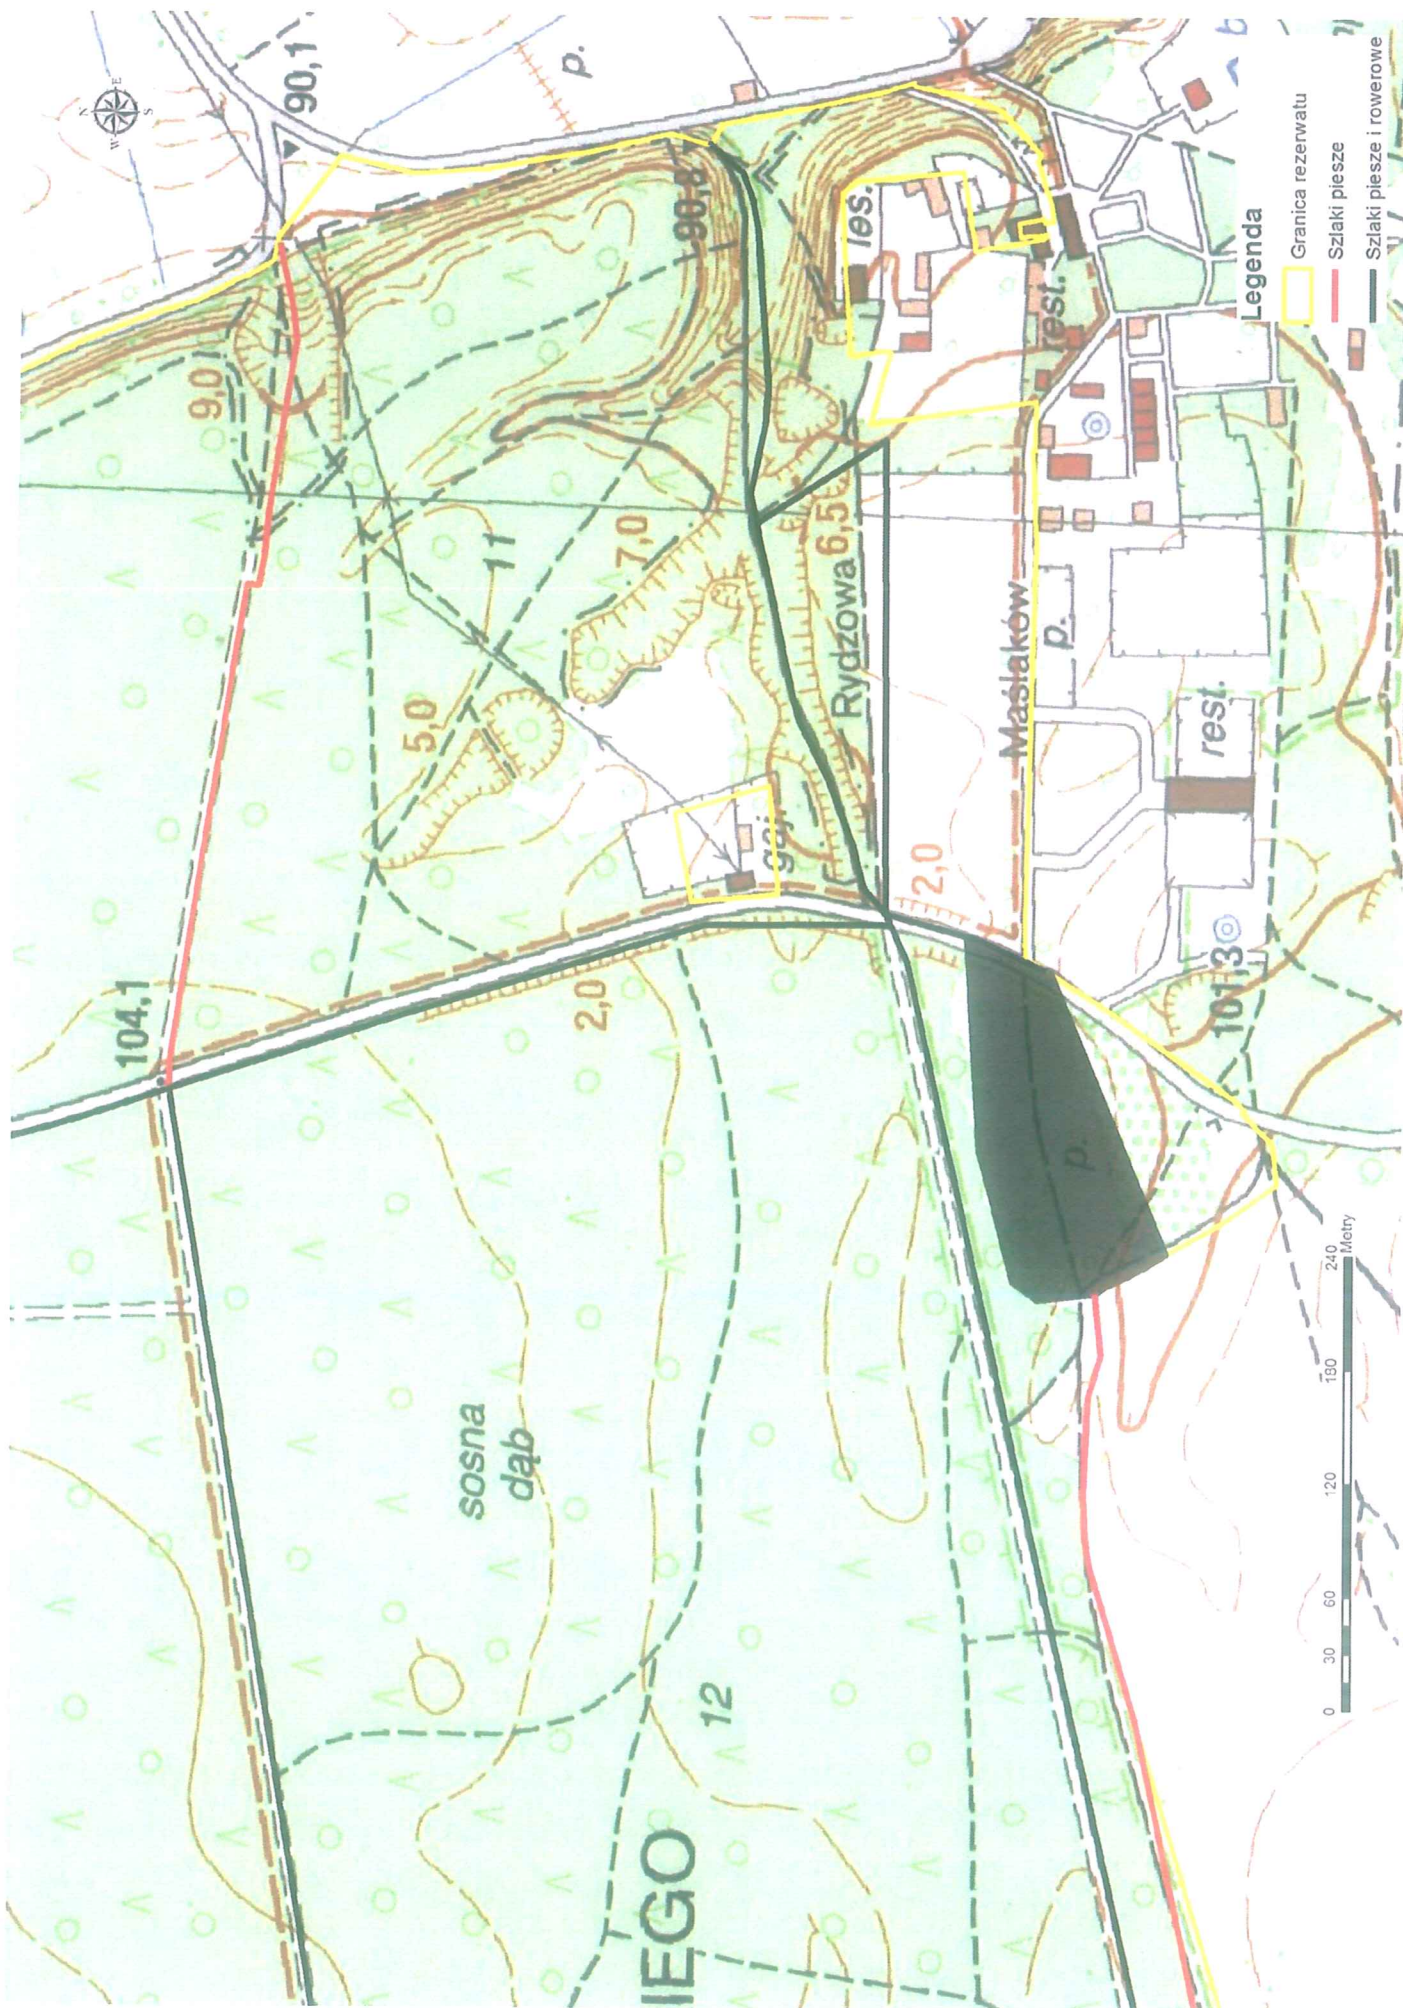 N
E
S
W
90,1
p.
9,0
90,8
leś.
104,1
11
7,0
5,0
Rydzowa 6,5
rest.
Maślaków
p.
gaj.
2,0
2,0
rest.
101,3
p.
sosna
dąb
12
IEGO
Legenda
Granica rezerwatu
Szlaki piesze
Szlaki piesze i rowerowe
0 30 60 120 180 240
Metry